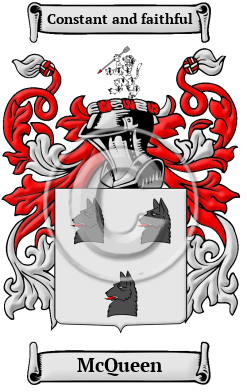 Constant and faithful
McQueen